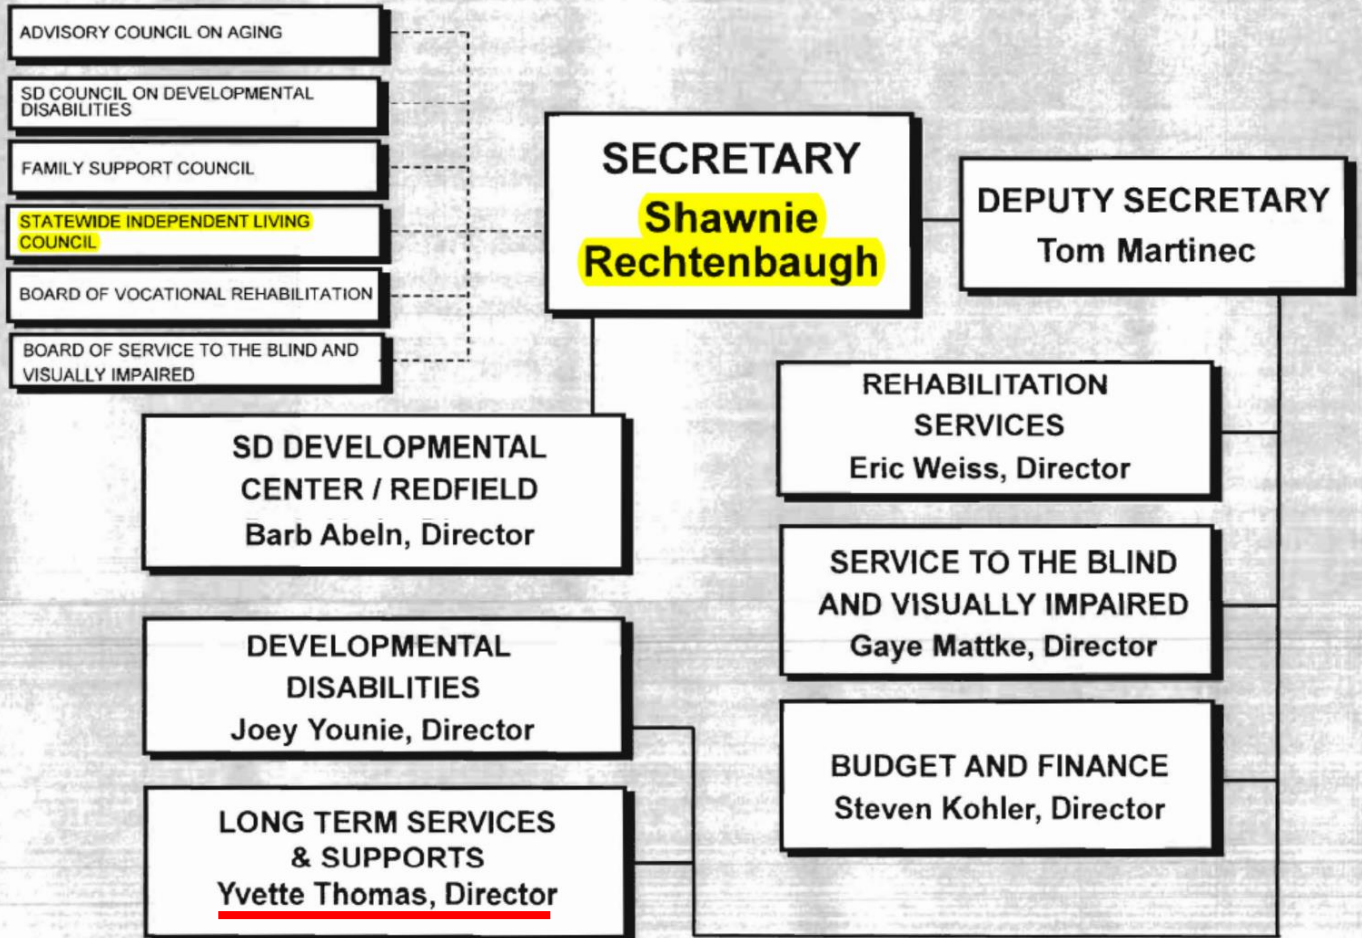 ADVISORY COUNCIL ON AGING
SD COUNCIL ON DEVELOPMENTAL
DISABILITIES
FAMILY SUPPORT COUNCIL
STATEWIDE INDEPENDENT LIVING
COUNCIL
BOARD OF VOCATIONAL REHABILITATION
BOARD OF SERVICE TO THE BLIND AND
VISUALLY IMPAIRED
SECRETARY
Shawnie
Rechtenbaugh
DEPUTY SECRETARY
Tom Martinec
SD DEVELOPMENTAL
CENTER / REDFIELD
Barb Abeln, Director
DEVELOPMENTAL
DISABILITIES
Joey Younie, Director
LONG TERM SERVICES
& SUPPORTS
Yvette Thomas, Director
REHABILITATION
SERVICES
Eric Weiss, Director
SERVICE TO THE BLIND
AND VISUALLY IMPAIRED
Gaye Mattke, Director
BUDGET AND FINANCE
Steven Kohler, Director